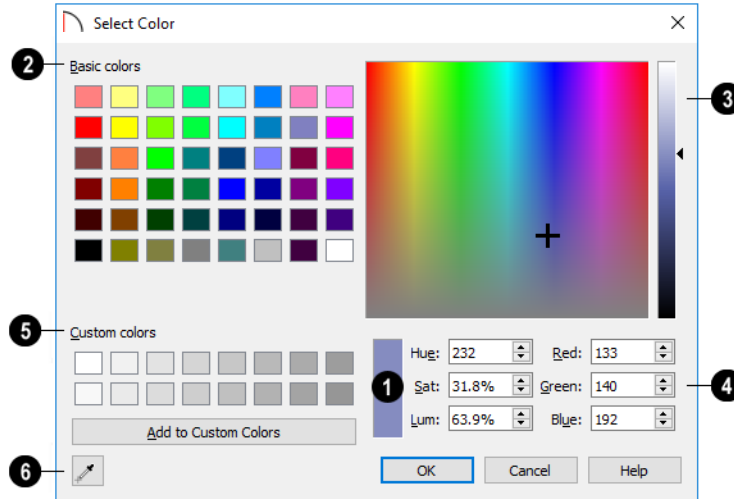 Select Color
2
Basic colors
3
5
Custom colors
Hue: 232 Red: 133
1 Sat: 31.8% Green: 140 4
Lum: 63.9% Blue: 192
Add to Custom Colors
6 OK Cancel Help